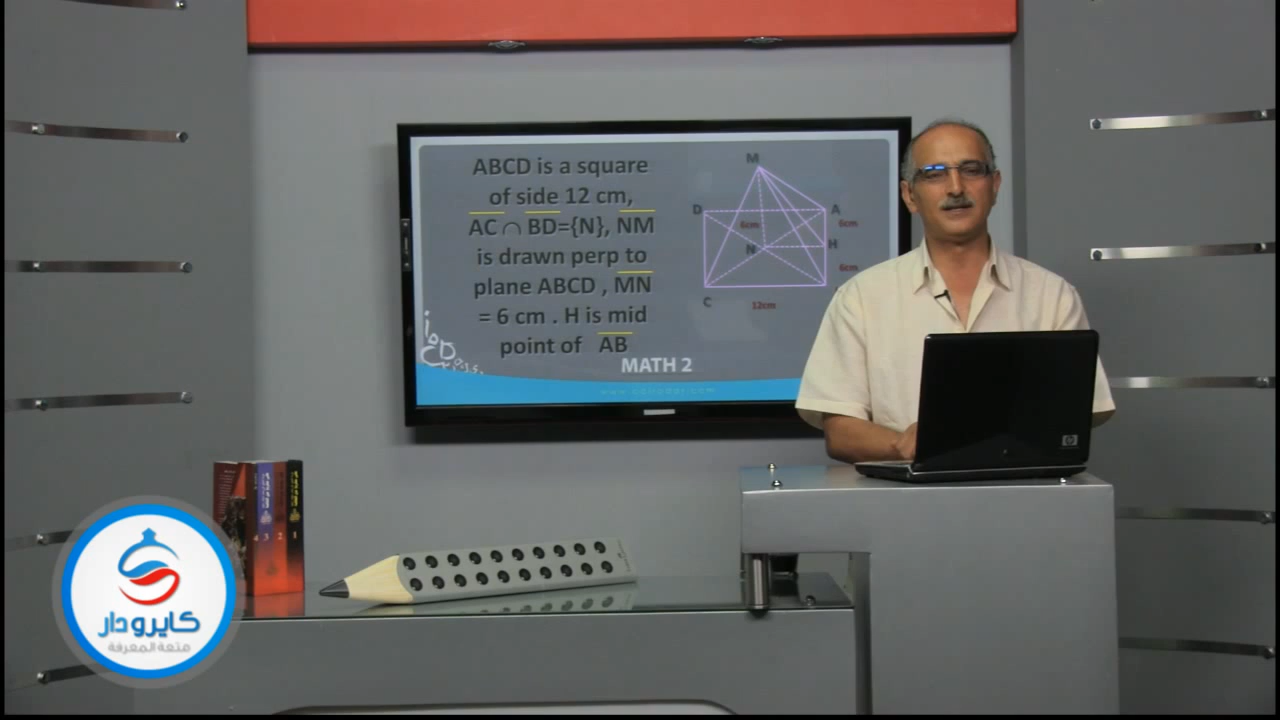 ABCD is a square
of side 12 cm,
AC ∩ BD={N}, NM
is drawn perp to
plane ABCD , MN
= 6 cm . H is mid
point of AB
M
D
A
6cm
6cm
N
H
6cm
C
12cm
MATH 2
كايرودار
متعة المعرفة
hp